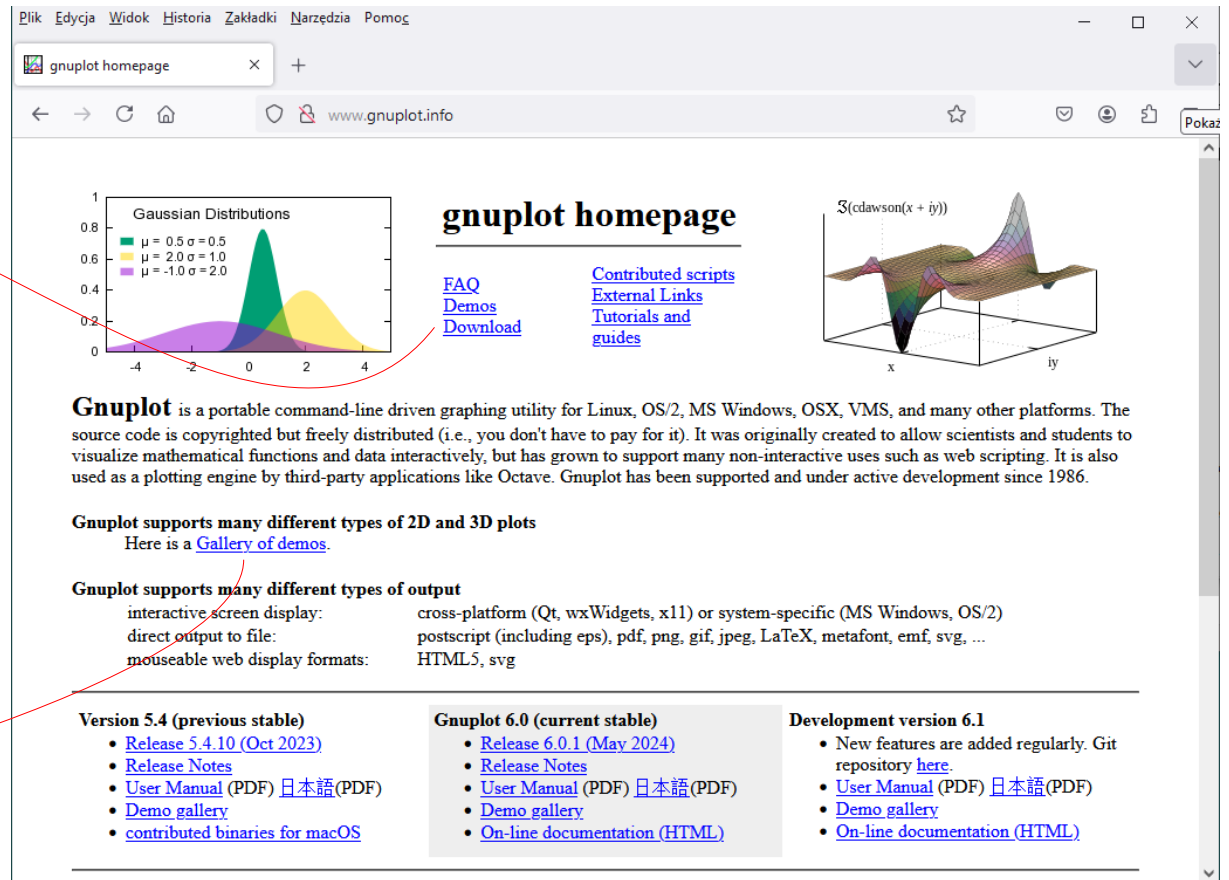 Plik Edycja Widok Historia Zakładki Narzędzia Pomoc
gnuplot homepage
www.gnuplot.info
Pokaż
Gaussian Distributions
μ = 0.5 σ = 0.5
μ = 2.0 σ = 1.0
μ = -1.0 σ = 2.0
1
0.8
0.6
0.4
0.2
0
-4 -2 0 2 4
gnuplot homepage
FAQ
Demos
Download
Contributed scripts
External Links
Tutorials and
guides
ℑ(cdawson(x + iy))
x
iy
Gnuplot is a portable command-line driven graphing utility for Linux, OS/2, MS Windows, OSX, VMS, and many other platforms. The
source code is copyrighted but freely distributed (i.e., you don't have to pay for it). It was originally created to allow scientists and students to
visualize mathematical functions and data interactively, but has grown to support many non-interactive uses such as web scripting. It is also
used as a plotting engine by third-party applications like Octave. Gnuplot has been supported and under active development since 1986.
Gnuplot supports many different types of 2D and 3D plots
Here is a Gallery of demos.
Gnuplot supports many different types of output
interactive screen display: cross-platform (Qt, wxWidgets, x11) or system-specific (MS Windows, OS/2)
direct output to file: postscript (including eps), pdf, png, gif, jpeg, LaTeX, metafont, emf, svg, ...
mouseable web display formats: HTML5, svg
Version 5.4 (previous stable)
• Release 5.4.10 (Oct 2023)
• Release Notes
• User Manual (PDF) 日本語(PDF)
• Demo gallery
• contributed binaries for macOS
Gnuplot 6.0 (current stable)
• Release 6.0.1 (May 2024)
• Release Notes
• User Manual (PDF) 日本語(PDF)
• Demo gallery
• On-line documentation (HTML)
Development version 6.1
• New features are added regularly. Git
repository here.
• User Manual (PDF) 日本語(PDF)
• Demo gallery
• On-line documentation (HTML)